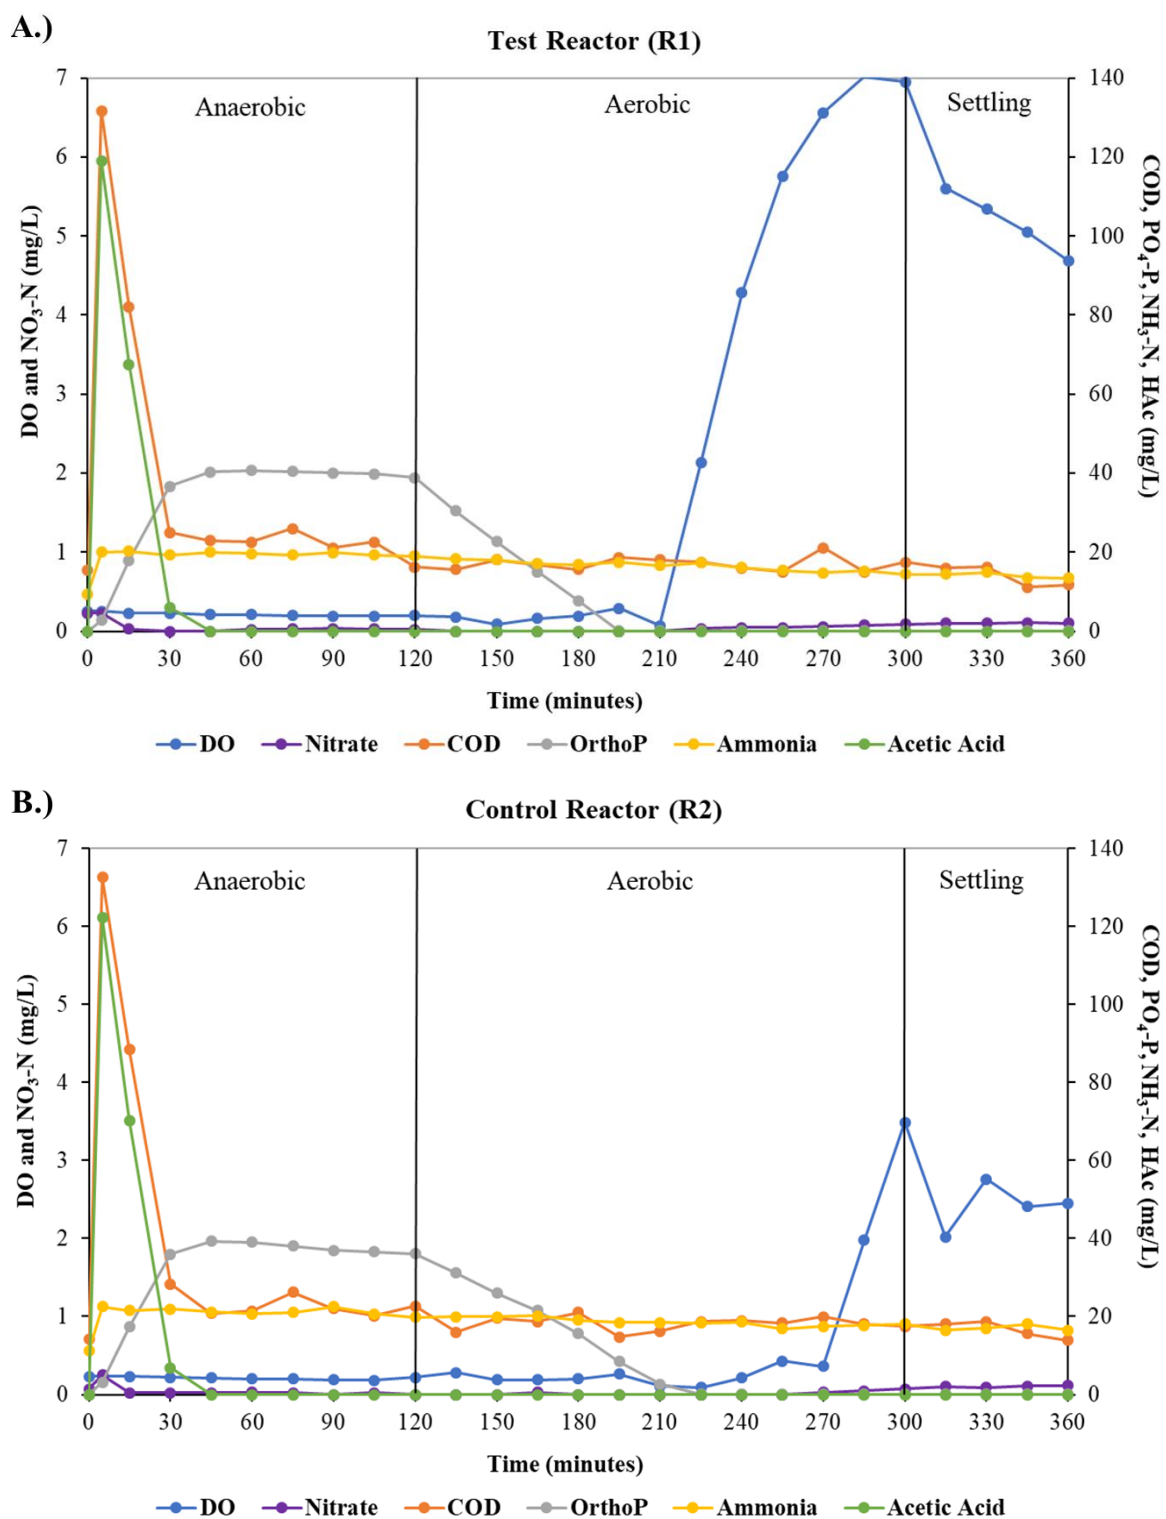 A.)
Test Reactor (R1)
Anaerobic Aerobic Settling
7 140
6 120
5 100
4 80
3 60
2 40
1 20
0 0
DO and NO3-N (mg/L)
COD, PO4-P, NH3-N, HAc (mg/L)
0 30 60 90 120 150 180 210 240 270 300 330 360
Time (minutes)
DO Nitrate COD OrthoP Ammonia Acetic Acid
B.)
Control Reactor (R2)
Anaerobic Aerobic Settling
7 140
6 120
5 100
4 80
3 60
2 40
1 20
0 0
DO and NO3-N (mg/L)
COD, PO4-P, NH3-N, HAc (mg/L)
0 30 60 90 120 150 180 210 240 270 300 330 360
Time (minutes)
DO Nitrate COD OrthoP Ammonia Acetic Acid